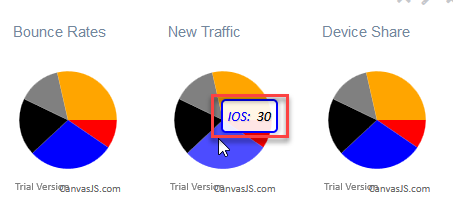 Bounce Rates
New Traffic
Device Share
IOS: 30
Trial Version CanvasJS.com
Trial Version CanvasJS.com
Trial Version CanvasJS.com